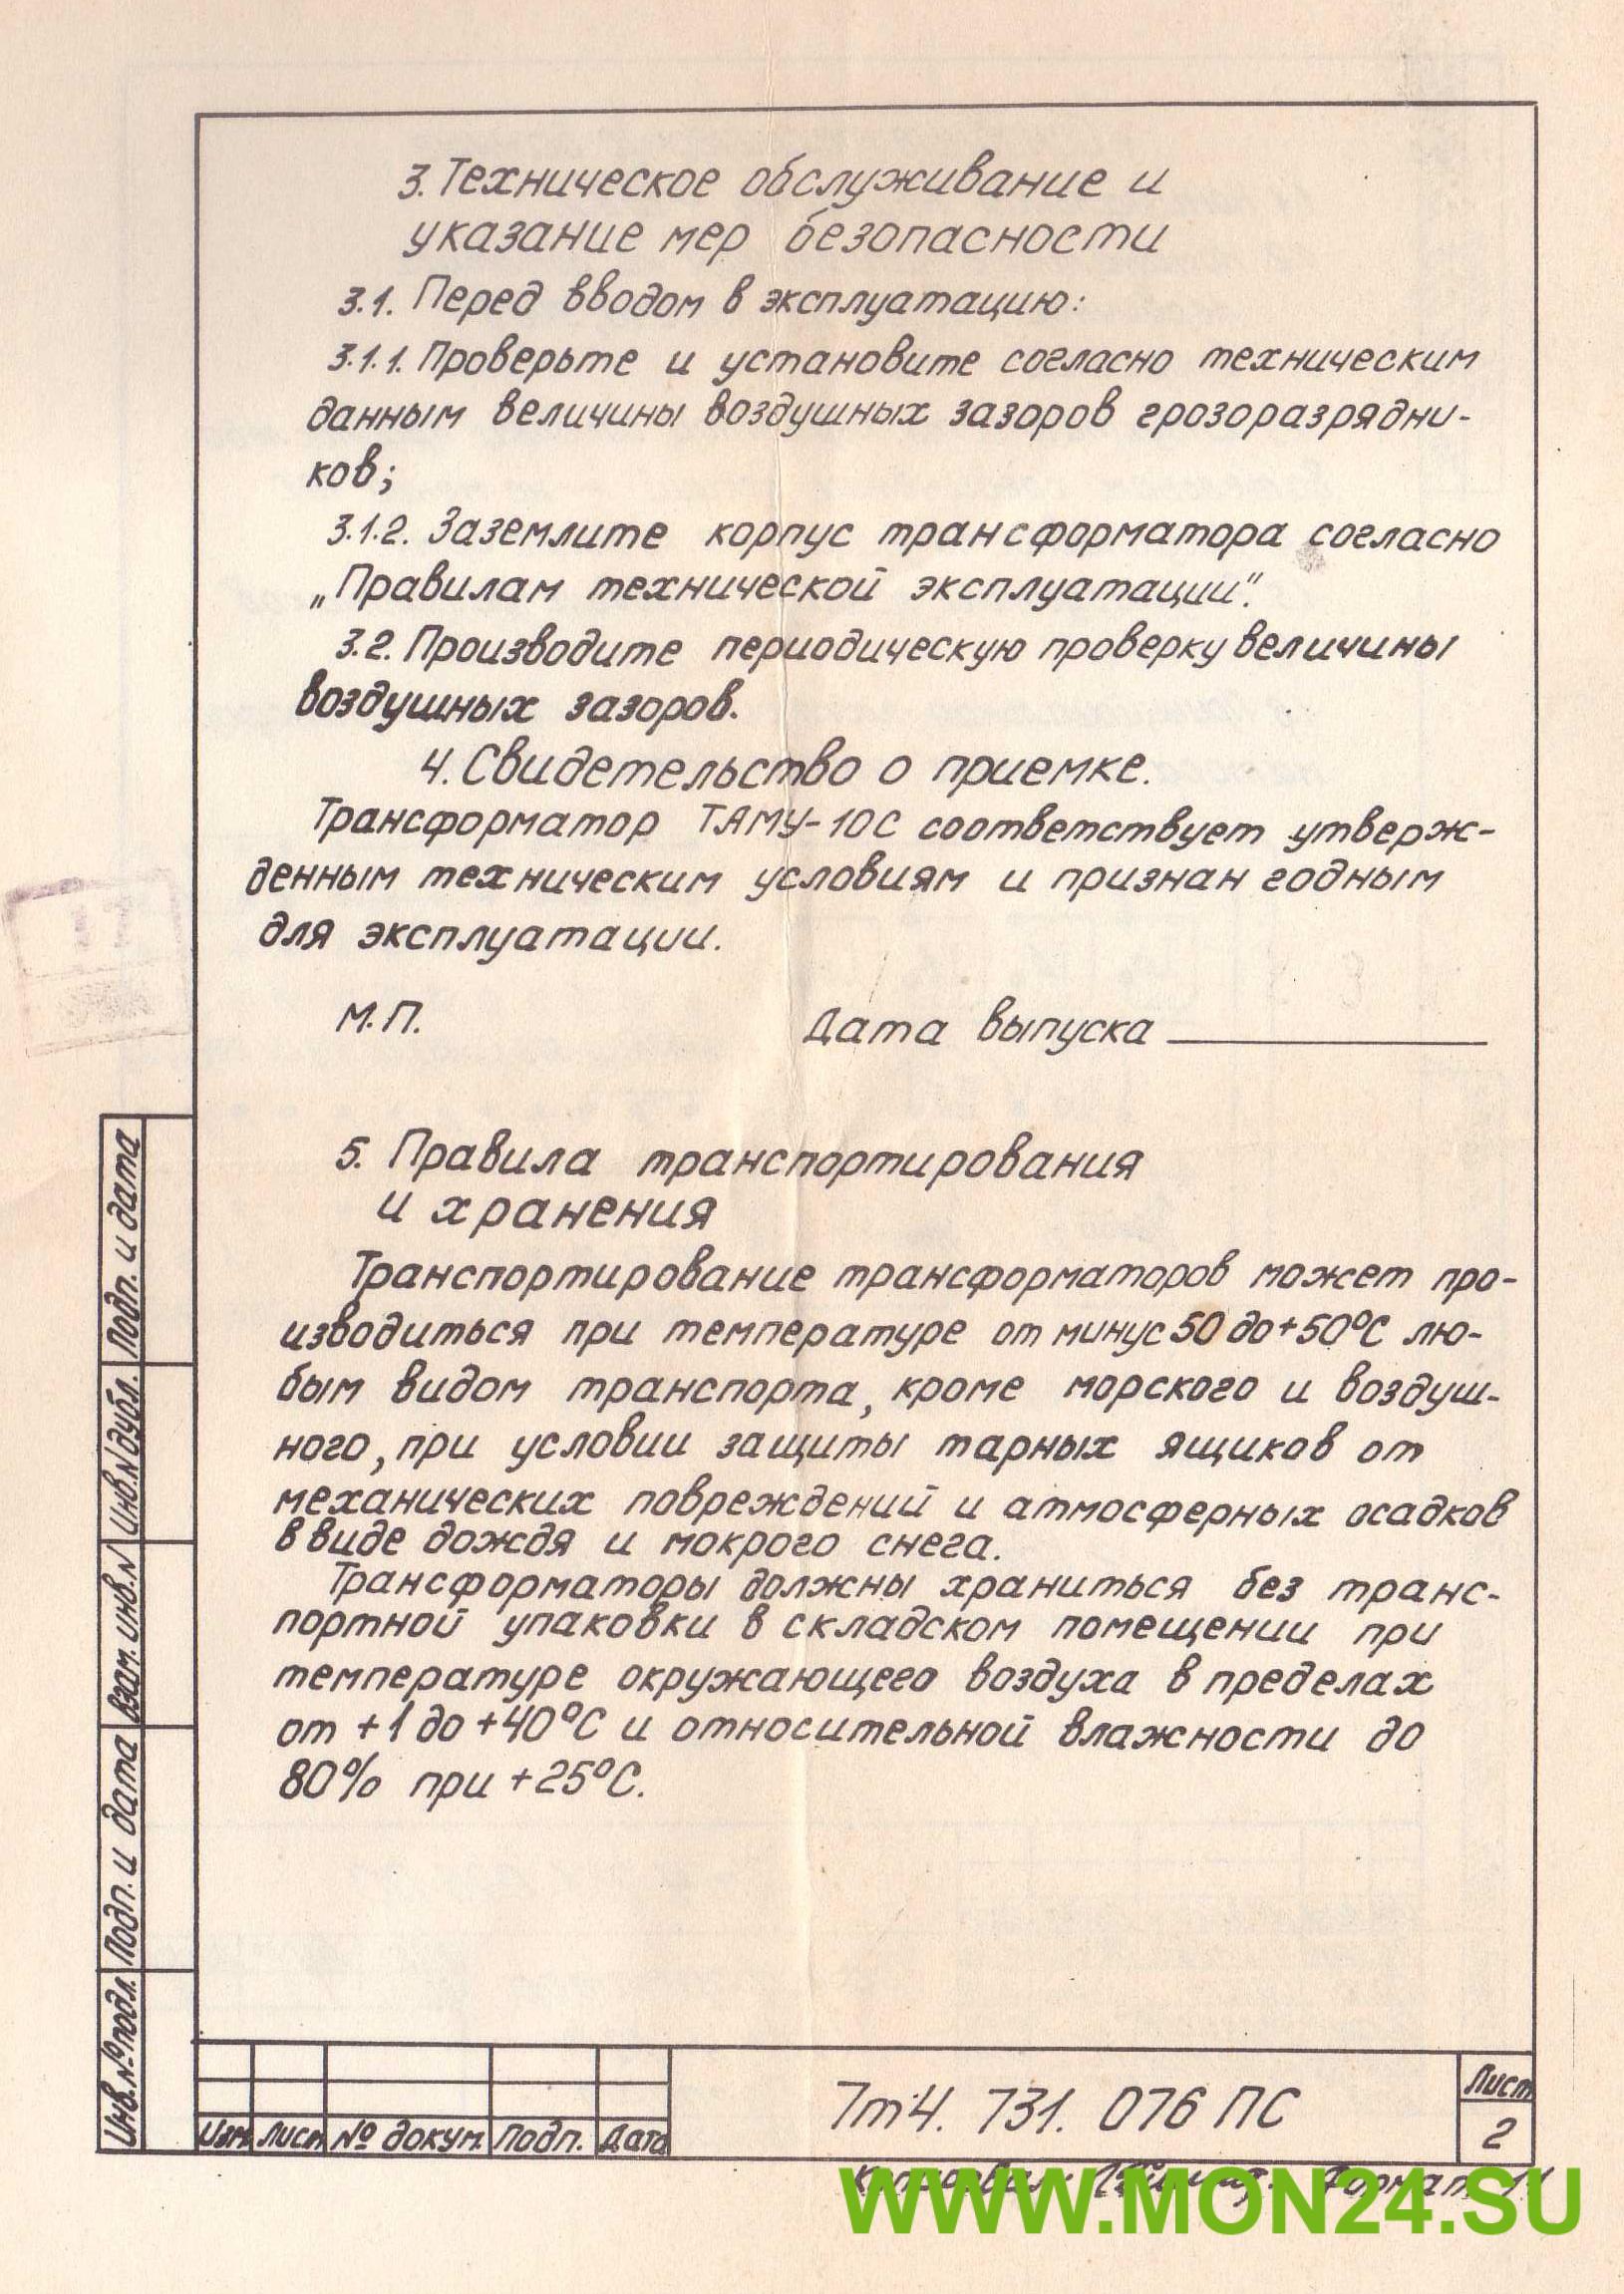 3. Техническое обслуживание и
указание мер безопасности
3.1. Перед вводом в эксплуатацию:
3.1.1. Проверьте и установите согласно техническим
данным величины воздушных зазоров грозоразрядни-
ков;
3.1.2. Заземлите корпус трансформатора согласно
„Правилам технической эксплуатации".
3.2. Производите периодическую проверку величины
воздушных зазоров.
4. Свидетельство о приемке.
Трансформатор ТАМУ-10С соответствует утверж-
денным техническим условиям и признан годным
для эксплуатации.
М.П. Дата выпуска
5. Правила транспортирования
и хранения
Транспортирование трансформаторов может про-
изводиться при температуре от минус 50 до +50°С лю-
бым видом транспорта, кроме морского и воздуш-
ного, при условии защиты тарных ящиков от
механических повреждений и атмосферных осадков
в виде дождя и мокрого снега.
Трансформаторы должны храниться без транс-
портной упаковки в складском помещении при
температуре окружающего воздуха в пределах
от +1 до +40°С и относительной влажности до
80% при +25°С.
Подп. и дата
Инв.N дубл.
Взам. инв.N
Подп. и дата
Инв.№ подл.
Изм. Лист № докум. Подп. Дата
7т4. 731. 076 ПС
Лист
2
Копировал: Формат 11
WWW.MON24.SU